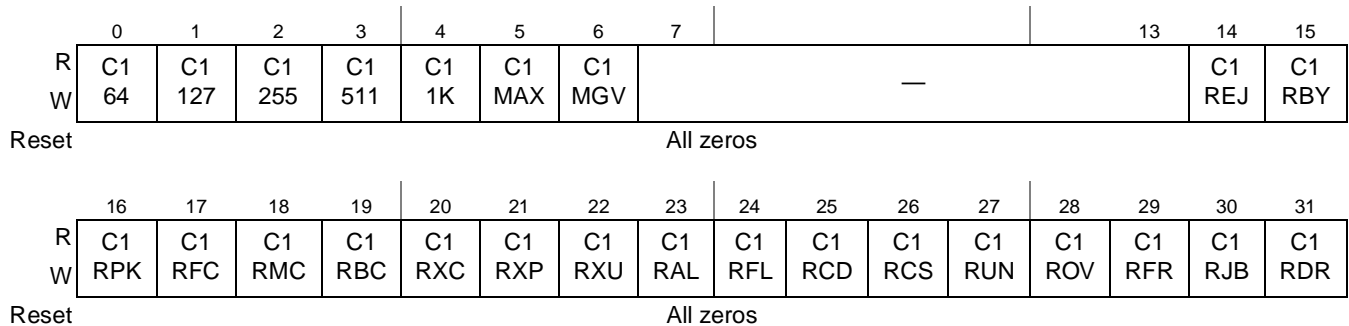 0 1 2 3 4 5 6 7 13 14 15
R C1 C1 C1 C1 C1 C1 C1 — C1 C1
W 64 127 255 511 1K MAX MGV REJ RBY
Reset All zeros
16 17 18 19 20 21 22 23 24 25 26 27 28 29 30 31
R C1 C1 C1 C1 C1 C1 C1 C1 C1 C1 C1 C1 C1 C1 C1 C1
W RPK RFC RMC RBC RXC RXP RXU RAL RFL RCD RCS RUN ROV RFR RJB RDR
Reset All zeros